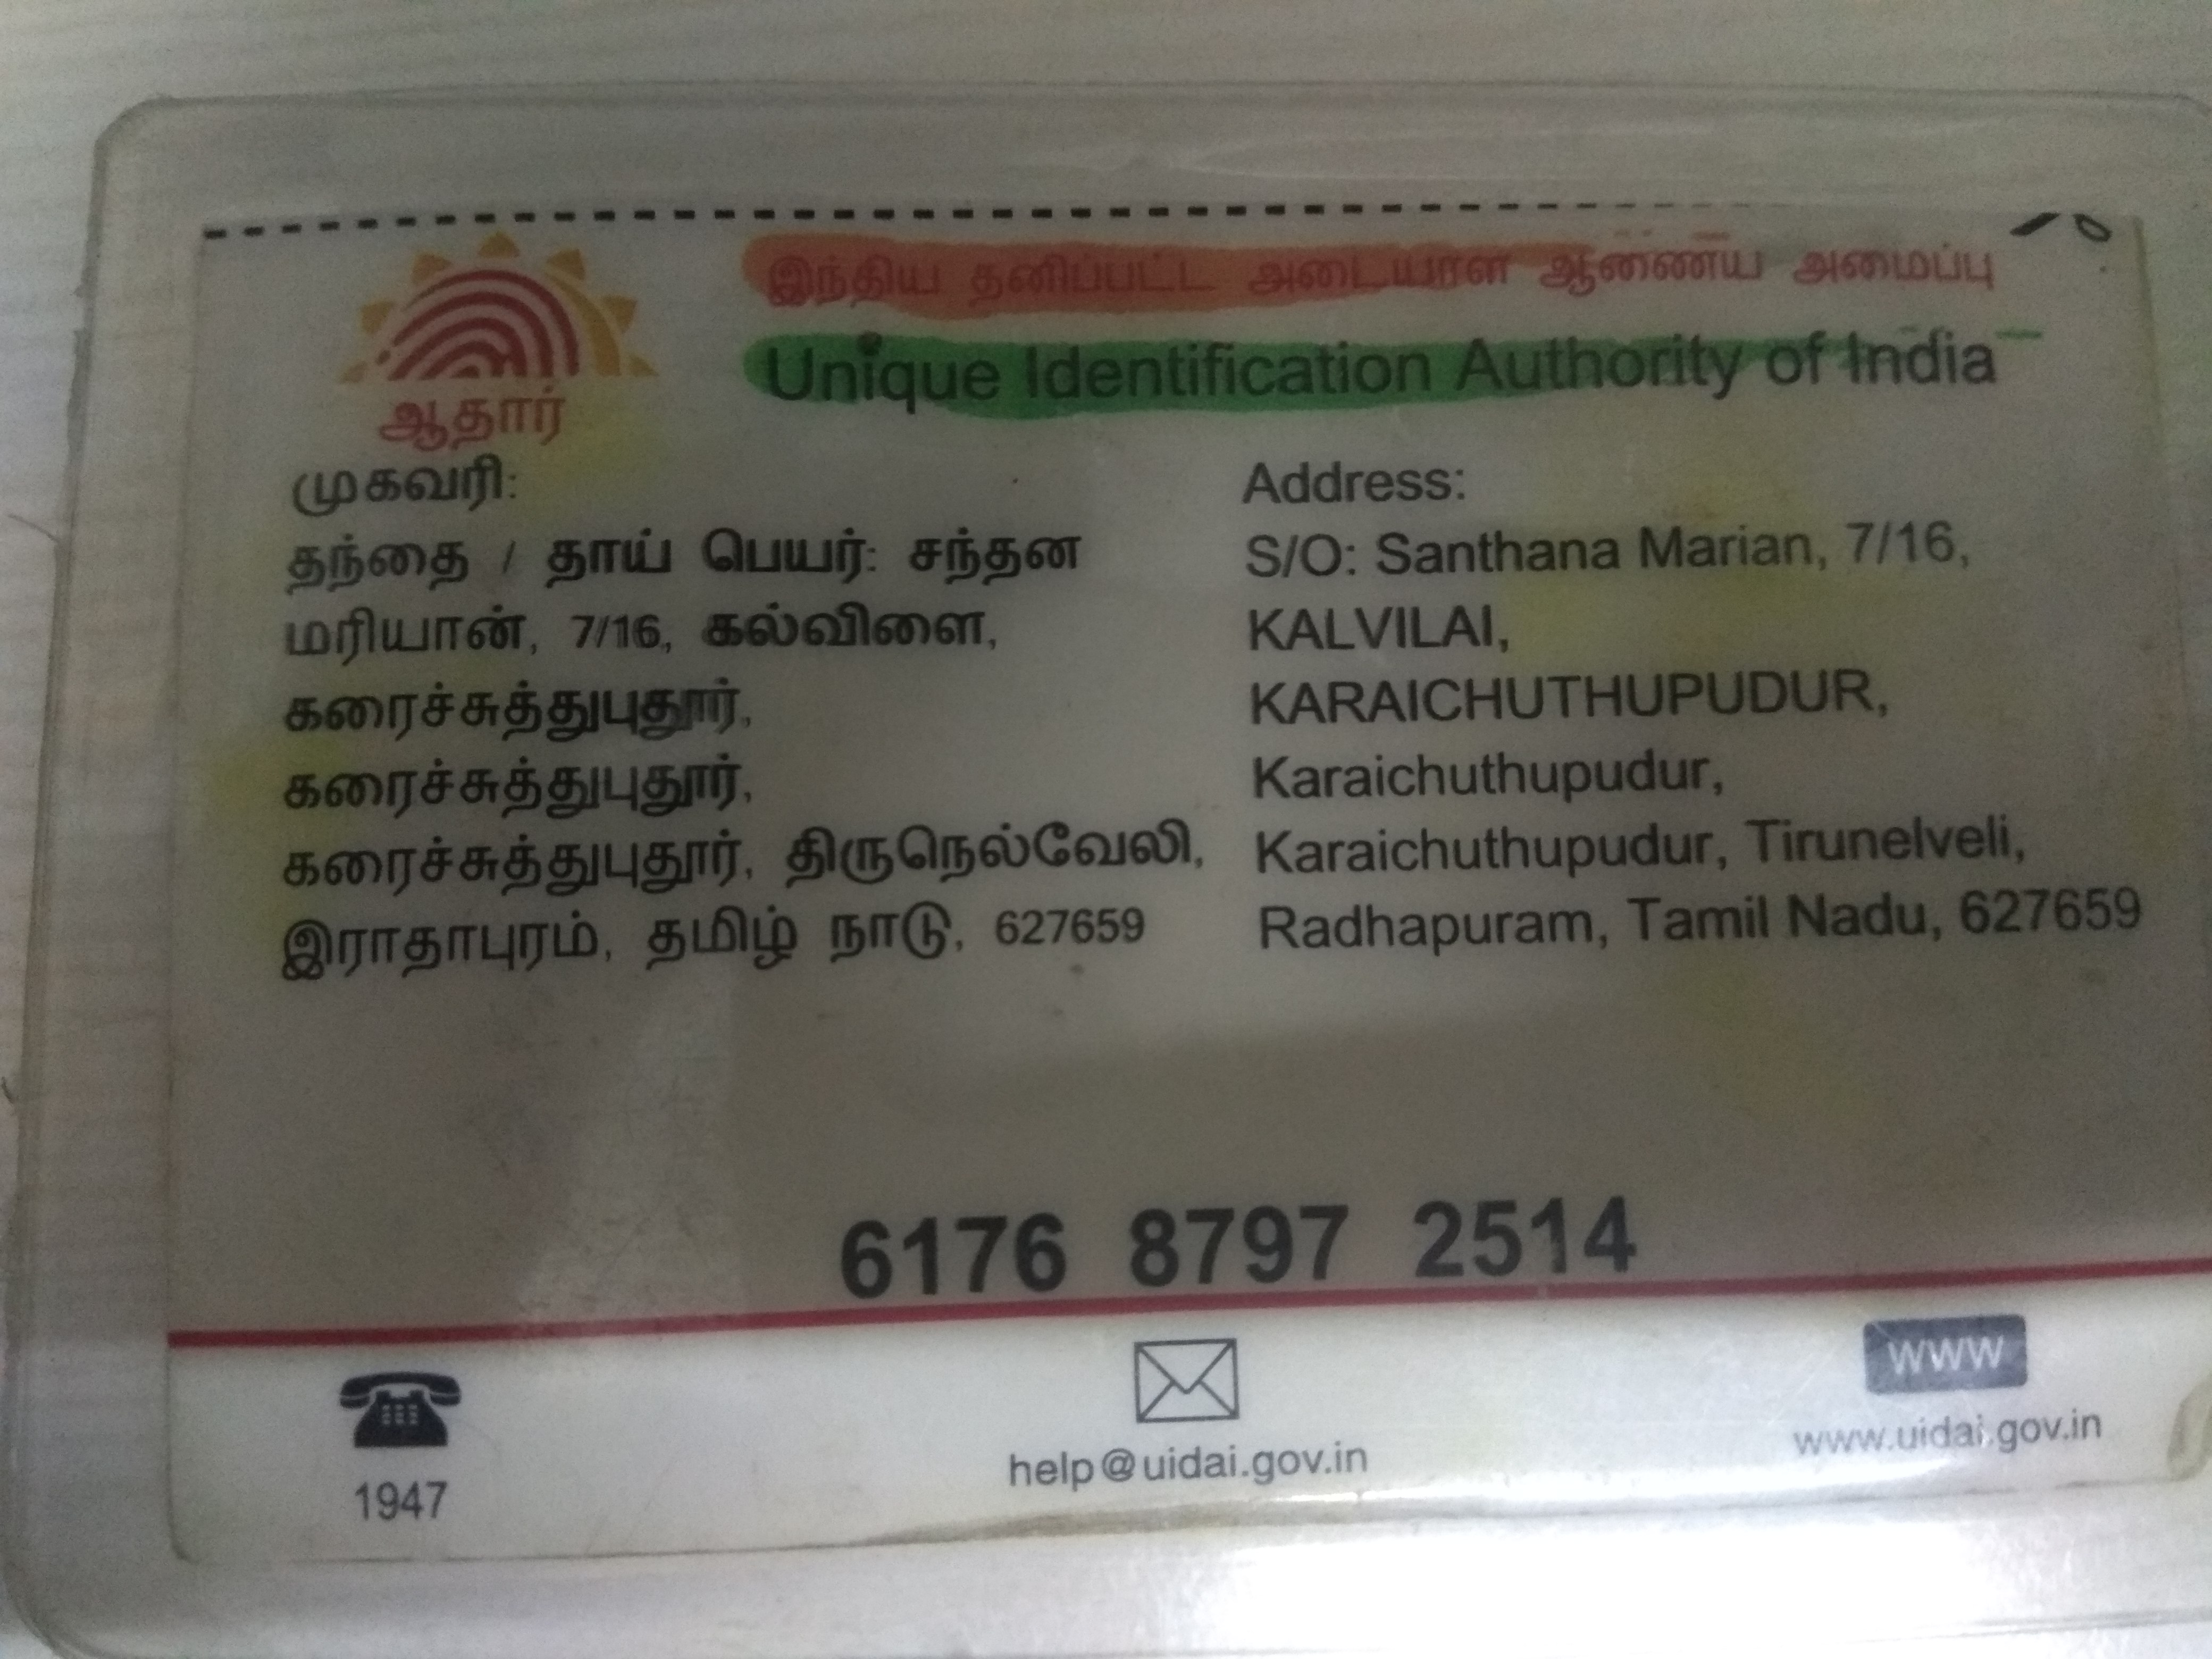 இந்திய தனிப்பட்ட அடையாள ஆணைய அமைப்பு
Unique Identification Authority of India
ஆதார்
முகவரி:
தந்தை / தாய் பெயர்: சந்தன
மரியான், 7/16, கல்விளை,
கரைச்சுத்துபுதூர்,
கரைச்சுத்துபுதூர்,
கரைச்சுத்துபுதூர், திருநெல்வேலி,
இராதாபுரம், தமிழ் நாடு, 627659
Address:
S/O: Santhana Marian, 7/16,
KALVILAI,
KARAICHUTHUPUDUR,
Karaichuthupudur,
Karaichuthupudur, Tirunelveli,
Radhapuram, Tamil Nadu, 627659
6176 8797 2514
1947
help@uidai.gov.in
www
www.uidai.gov.in